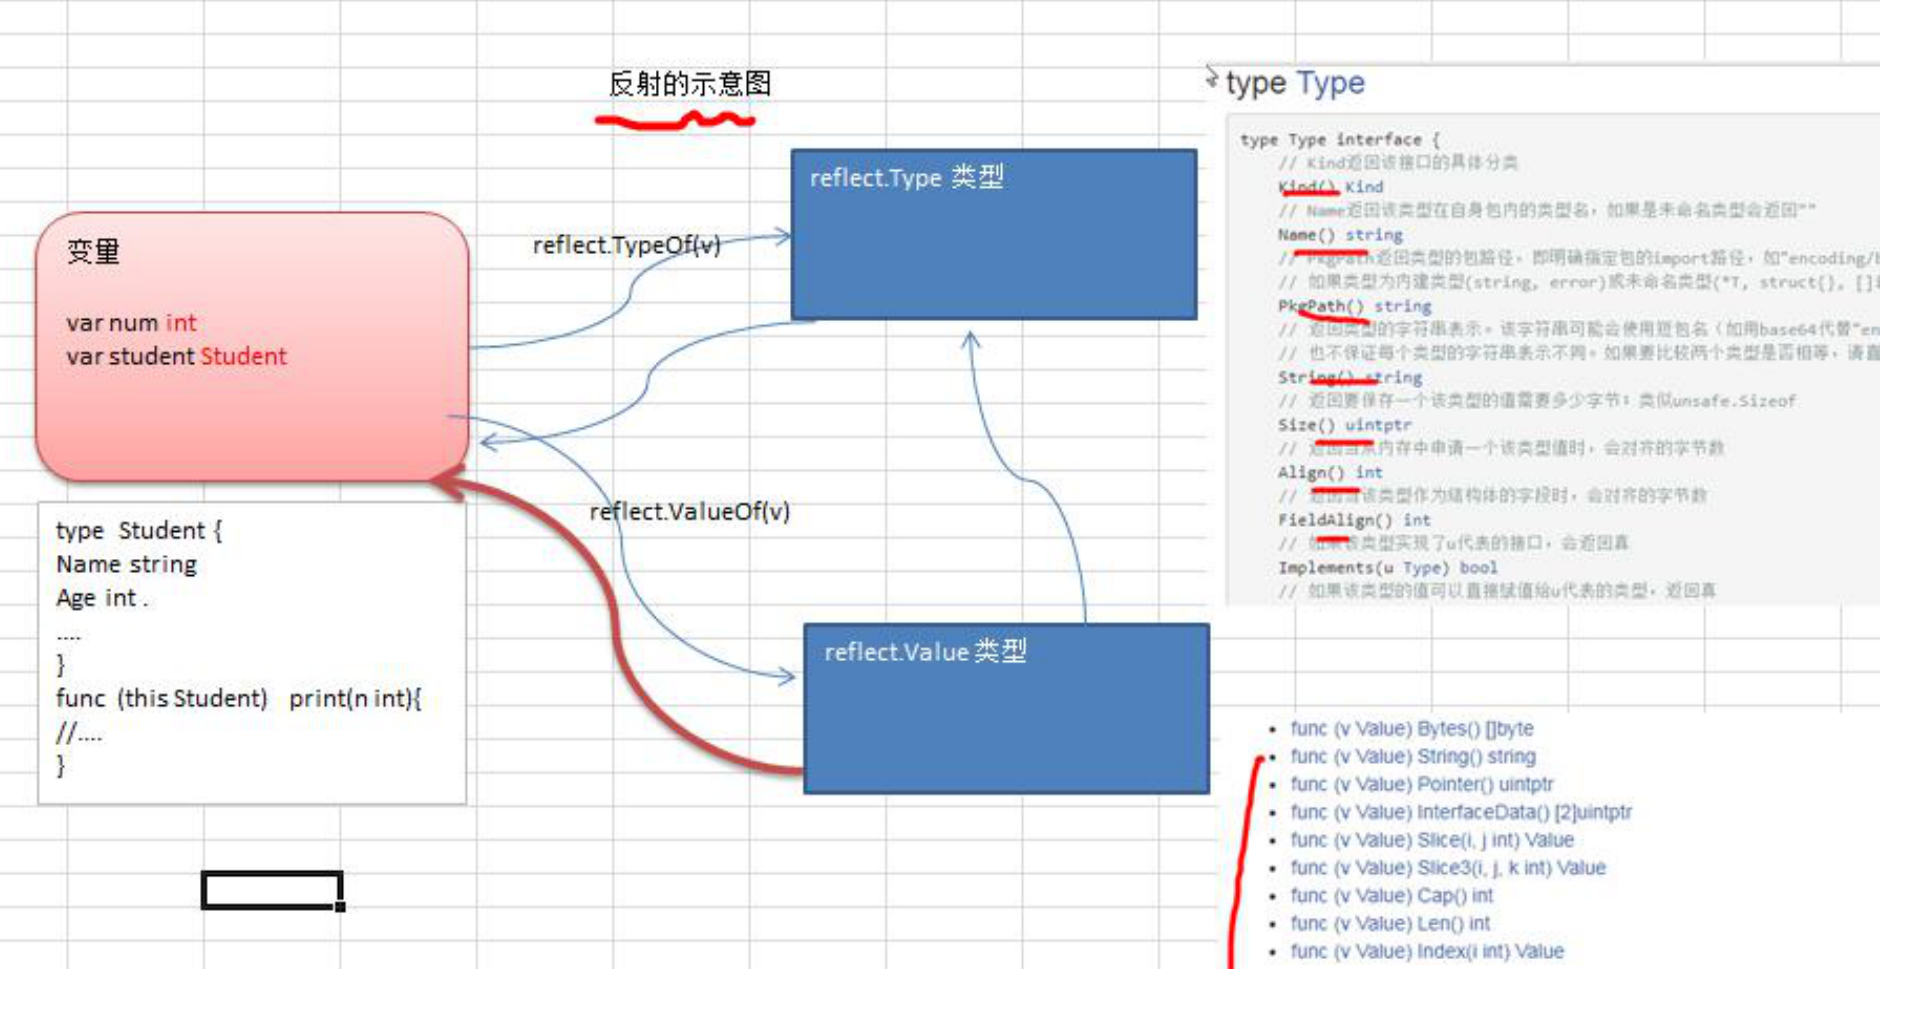 反射的示意图
变量
var num int
var student Student
type Student {
Name string
Age int .
....
}
func (this Student) print(n int){
//....
}
reflect.TypeOf(v)
reflect.ValueOf(v)
reflect.Type 类型
reflect.Value 类型
type Type
type Type interface {
// Kind返回该接口的具体分类
Kind() Kind
// Name返回该类型在自身包内的类型名，如果是未命名类型会返回""
Name() string
// PkgPath返回类型的包路径，即明确指定包的import路径，如"encoding/b
// 如果类型为内建类型(string, error)或未命名类型(*T, struct{}, []i
PkgPath() string
// 返回类型的字符串表示。该字符串可能会使用短包名（如用base64代替"en
// 也不保证每个类型的字符串表示不同。如果要比较两个类型是否相等，请直
String() string
// 返回要保存一个该类型的值需要多少字节；类似unsafe.Sizeof
Size() uintptr
// 返回当从内存中申请一个该类型值时，会对齐的字节数
Align() int
// 返回当该类型作为结构体的字段时，会对齐的字节数
FieldAlign() int
// 如果该类型实现了u代表的接口，会返回真
Implements(u Type) bool
// 如果该类型的值可以直接赋值给u代表的类型，返回真
• func (v Value) Bytes() []byte
• func (v Value) String() string
• func (v Value) Pointer() uintptr
• func (v Value) InterfaceData() [2]uintptr
• func (v Value) Slice(i, j int) Value
• func (v Value) Slice3(i, j, k int) Value
• func (v Value) Cap() int
• func (v Value) Len() int
• func (v Value) Index(i int) Value